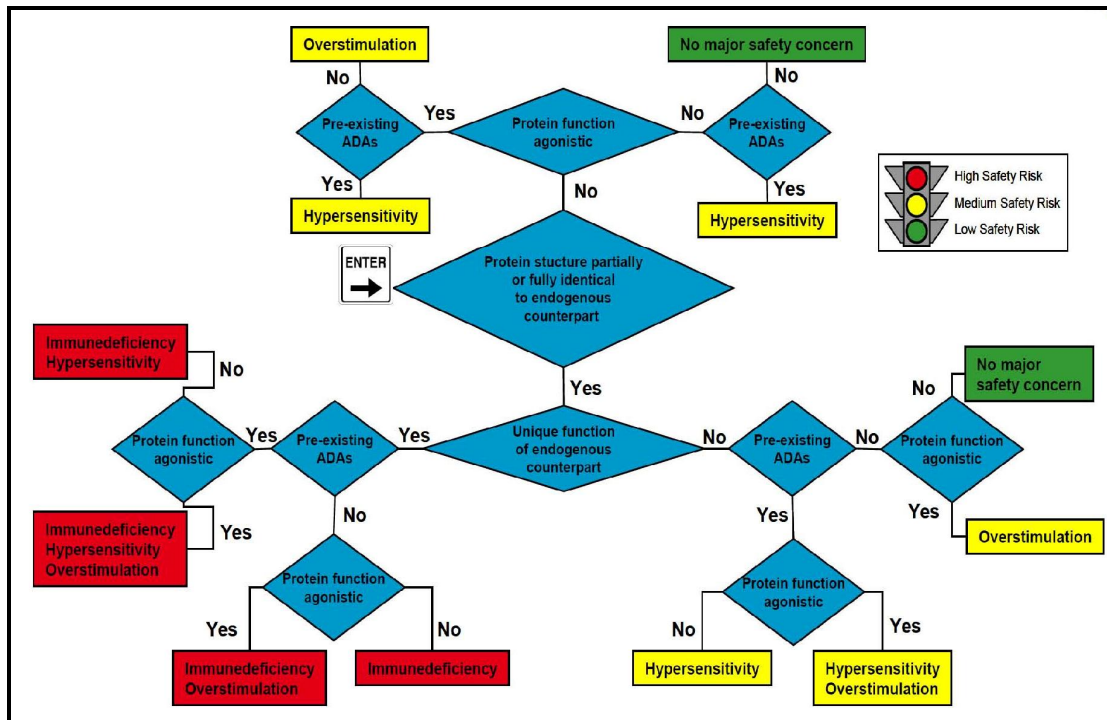 Overstimulation
No major safety concern
No
No
Pre-existing
ADAs
Yes
Protein function
agonistic
No
Pre-existing
ADAs
Yes
Yes
Hypersensitivity
No
Hypersensitivity
High Safety Risk
Medium Safety Risk
Low Safety Risk
ENTER
Protein stucture partially
or fully identical
to endogenous
counterpart
Immunedeficiency
Hypersensitivity
No
Yes
No major
safety concern
No
Protein function
agonistic
Yes
Pre-existing
ADAs
Yes
Unique function
of endogenous
counterpart
No
Pre-existing
ADAs
No
Protein function
agonistic
Immunedeficiency
Hypersensitivity
Overstimulation
Yes
No
Yes
Yes
Overstimulation
Protein function
agonistic
Protein function
agonistic
Yes
No
No
Yes
Immunedeficiency
Overstimulation
Immunedeficiency
Hypersensitivity
Hypersensitivity
Overstimulation